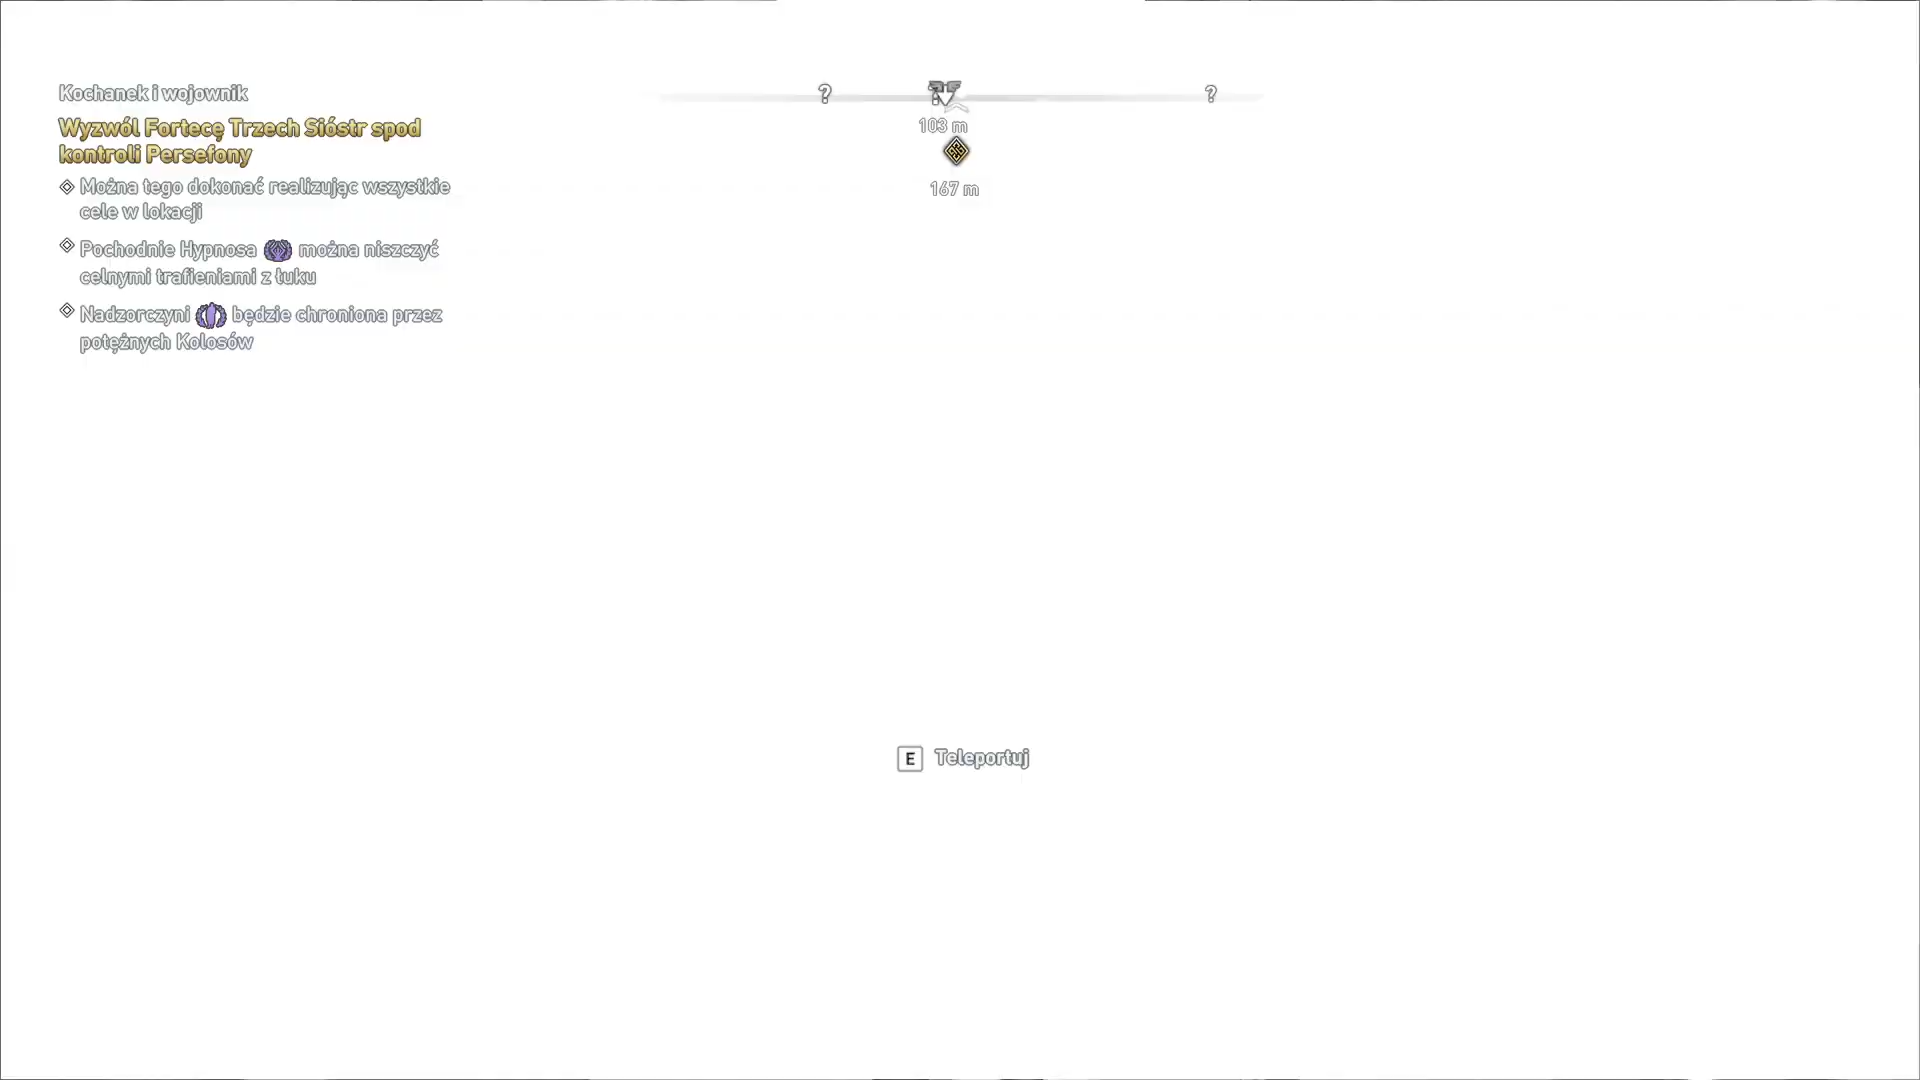 Kochanek i wojownik
Wyzwól Fortecę Trzech Sióstr spod
kontroli Persefony
Można tego dokonać realizując wszystkie
cele w lokacji
Pochodnie Hypnosa można niszczyć
celnymi trafieniami z łuku
Nadzorczyni będzie chroniona przez
potężnych Kolosów
? ?
103 m
167 m
E Teleportuj